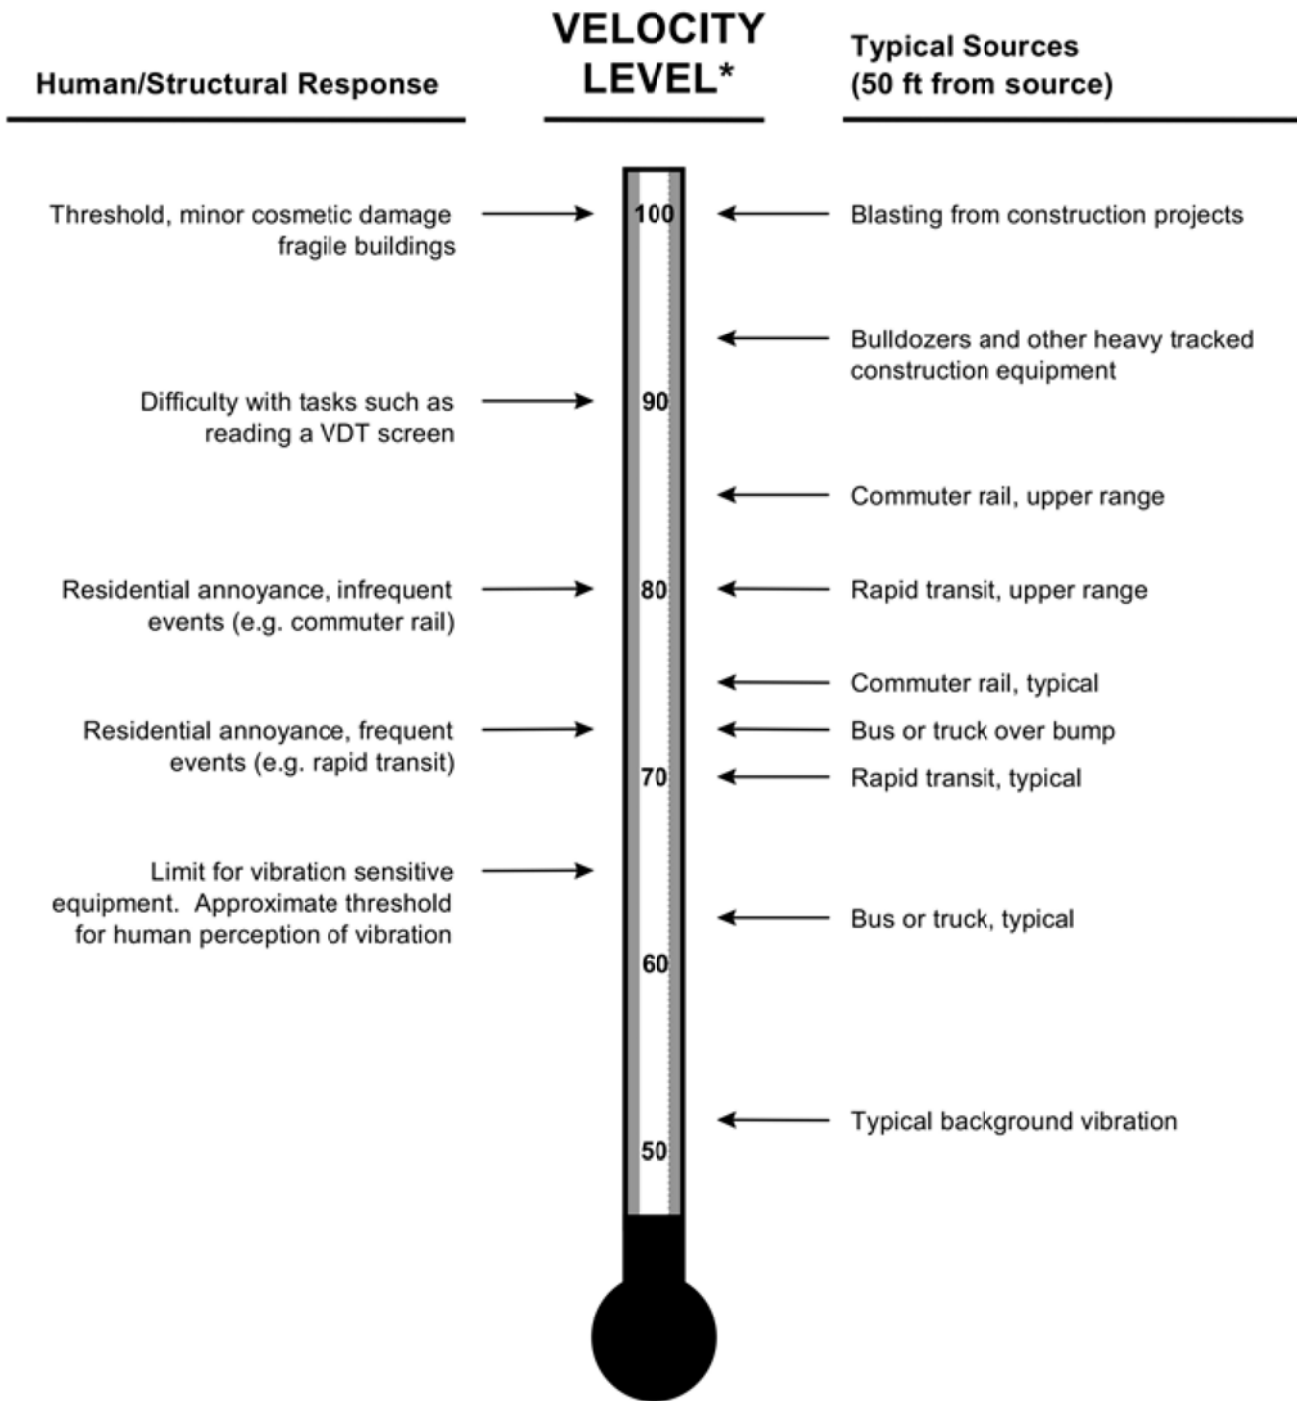 Human/Structural Response
VELOCITY
LEVEL*
Typical Sources
(50 ft from source)
Threshold, minor cosmetic damage
fragile buildings
100
Blasting from construction projects
Bulldozers and other heavy tracked
construction equipment
Difficulty with tasks such as
reading a VDT screen
90
Commuter rail, upper range
Residential annoyance, infrequent
events (e.g. commuter rail)
80
Rapid transit, upper range
Commuter rail, typical
Residential annoyance, frequent
events (e.g. rapid transit)
Bus or truck over bump
70
Rapid transit, typical
Limit for vibration sensitive
equipment.  Approximate threshold
for human perception of vibration
Bus or truck, typical
60
Typical background vibration
50